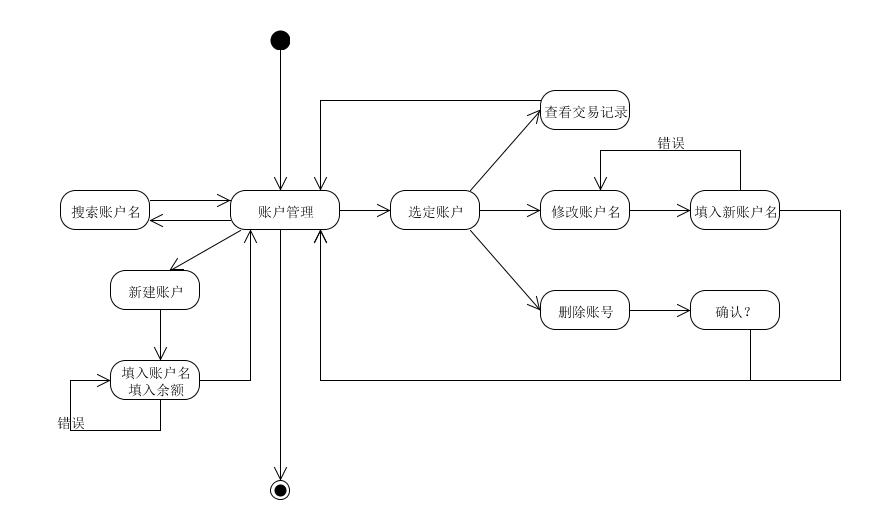 查看交易记录
错误
搜索账户名
账户管理
选定账户
修改账户名
填入新账户名
新建账户
删除账号
确认?
填入账户名
填入余额
错误